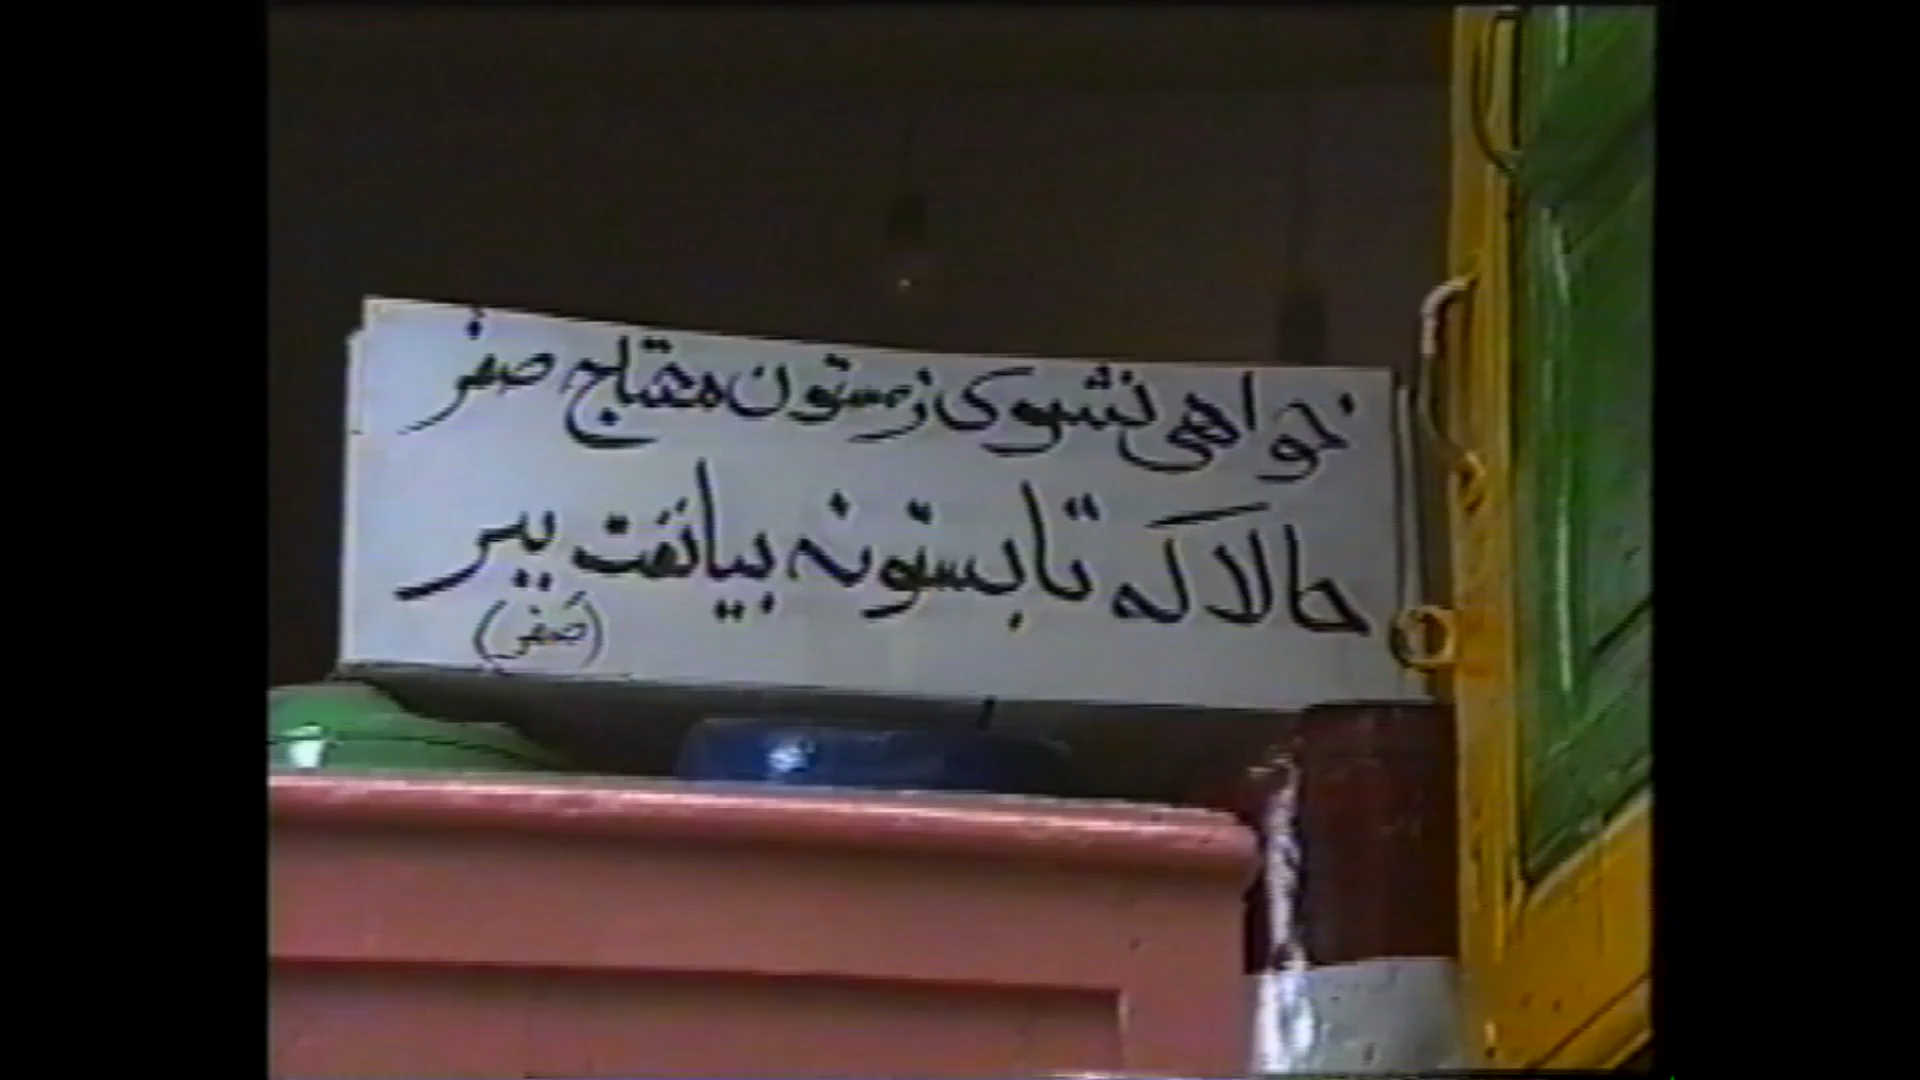 خواهی نشوی زمستون محتاج صفر
حالا که تابستونه بیا نفت ببر
(صفر)